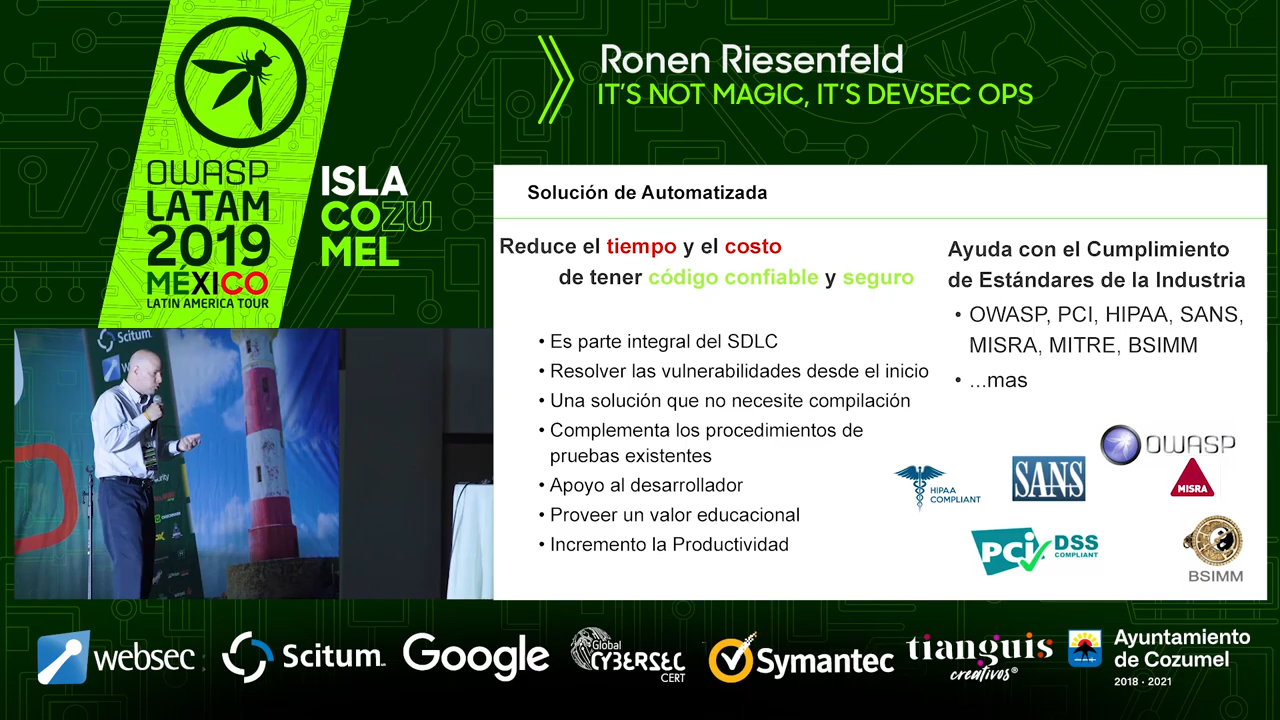 Ronen Riesenfeld
IT'S NOT MAGIC, IT'S DEVSEC OPS
OWASP
LATAM
2019
MÉXICO
LATIN AMERICA TOUR
ISLA
COZU
MEL
Solución de Automatizada
Reduce el tiempo y el costo
de tener código confiable y seguro
• Es parte integral del SDLC
• Resolver las vulnerabilidades desde el inicio
• Una solución que no necesite compilación
• Complementa los procedimientos de
pruebas existentes
• Apoyo al desarrollador
• Proveer un valor educacional
• Incremento la Productividad
Ayuda con el Cumplimiento
de Estándares de la Industria
• OWASP, PCI, HIPAA, SANS,
MISRA, MITRE, BSIMM
• ...mas
OWASP
HIPAA
COMPLIANT
SANS
MISRA
PCI DSS
COMPLIANT
BSIMM
Scitum
websec
Scitum
Google
Global
CYBERSEC
CERT
Symantec
tianguis
creativos®
Ayuntamiento
de Cozumel
2018 - 2021